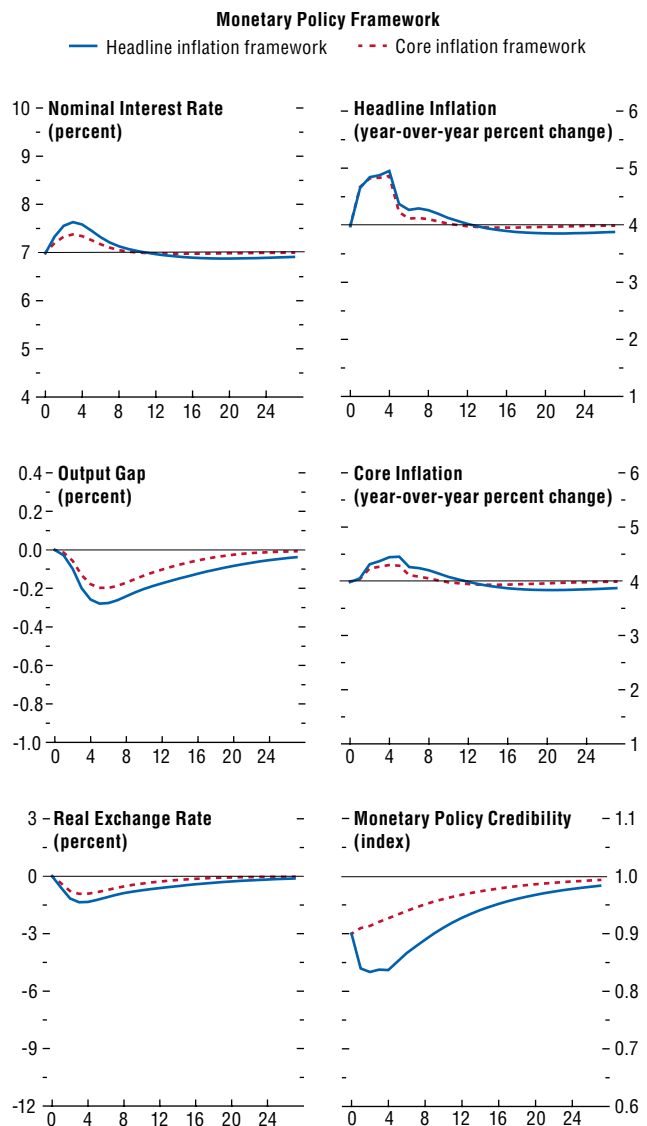 Monetary Policy Framework
Headline inflation framework Core inflation framework
Nominal Interest Rate
(percent)
10
9
8
7
6
5
4
0 4 8 12 16 20 24
Headline Inflation
(year-over-year percent change)
6
5
4
3
2
1
0 4 8 12 16 20 24
Output Gap
(percent)
0.4
0.2
0.0
-0.2
-0.4
-0.6
-0.8
-1.0
0 4 8 12 16 20 24
Core Inflation
(year-over-year percent change)
6
5
4
3
2
1
0 4 8 12 16 20 24
Real Exchange Rate
(percent)
3
0
-3
-6
-9
-12
0 4 8 12 16 20 24
Monetary Policy Credibility
(index)
1.1
1.0
0.9
0.8
0.7
0.6
0 4 8 12 16 20 24